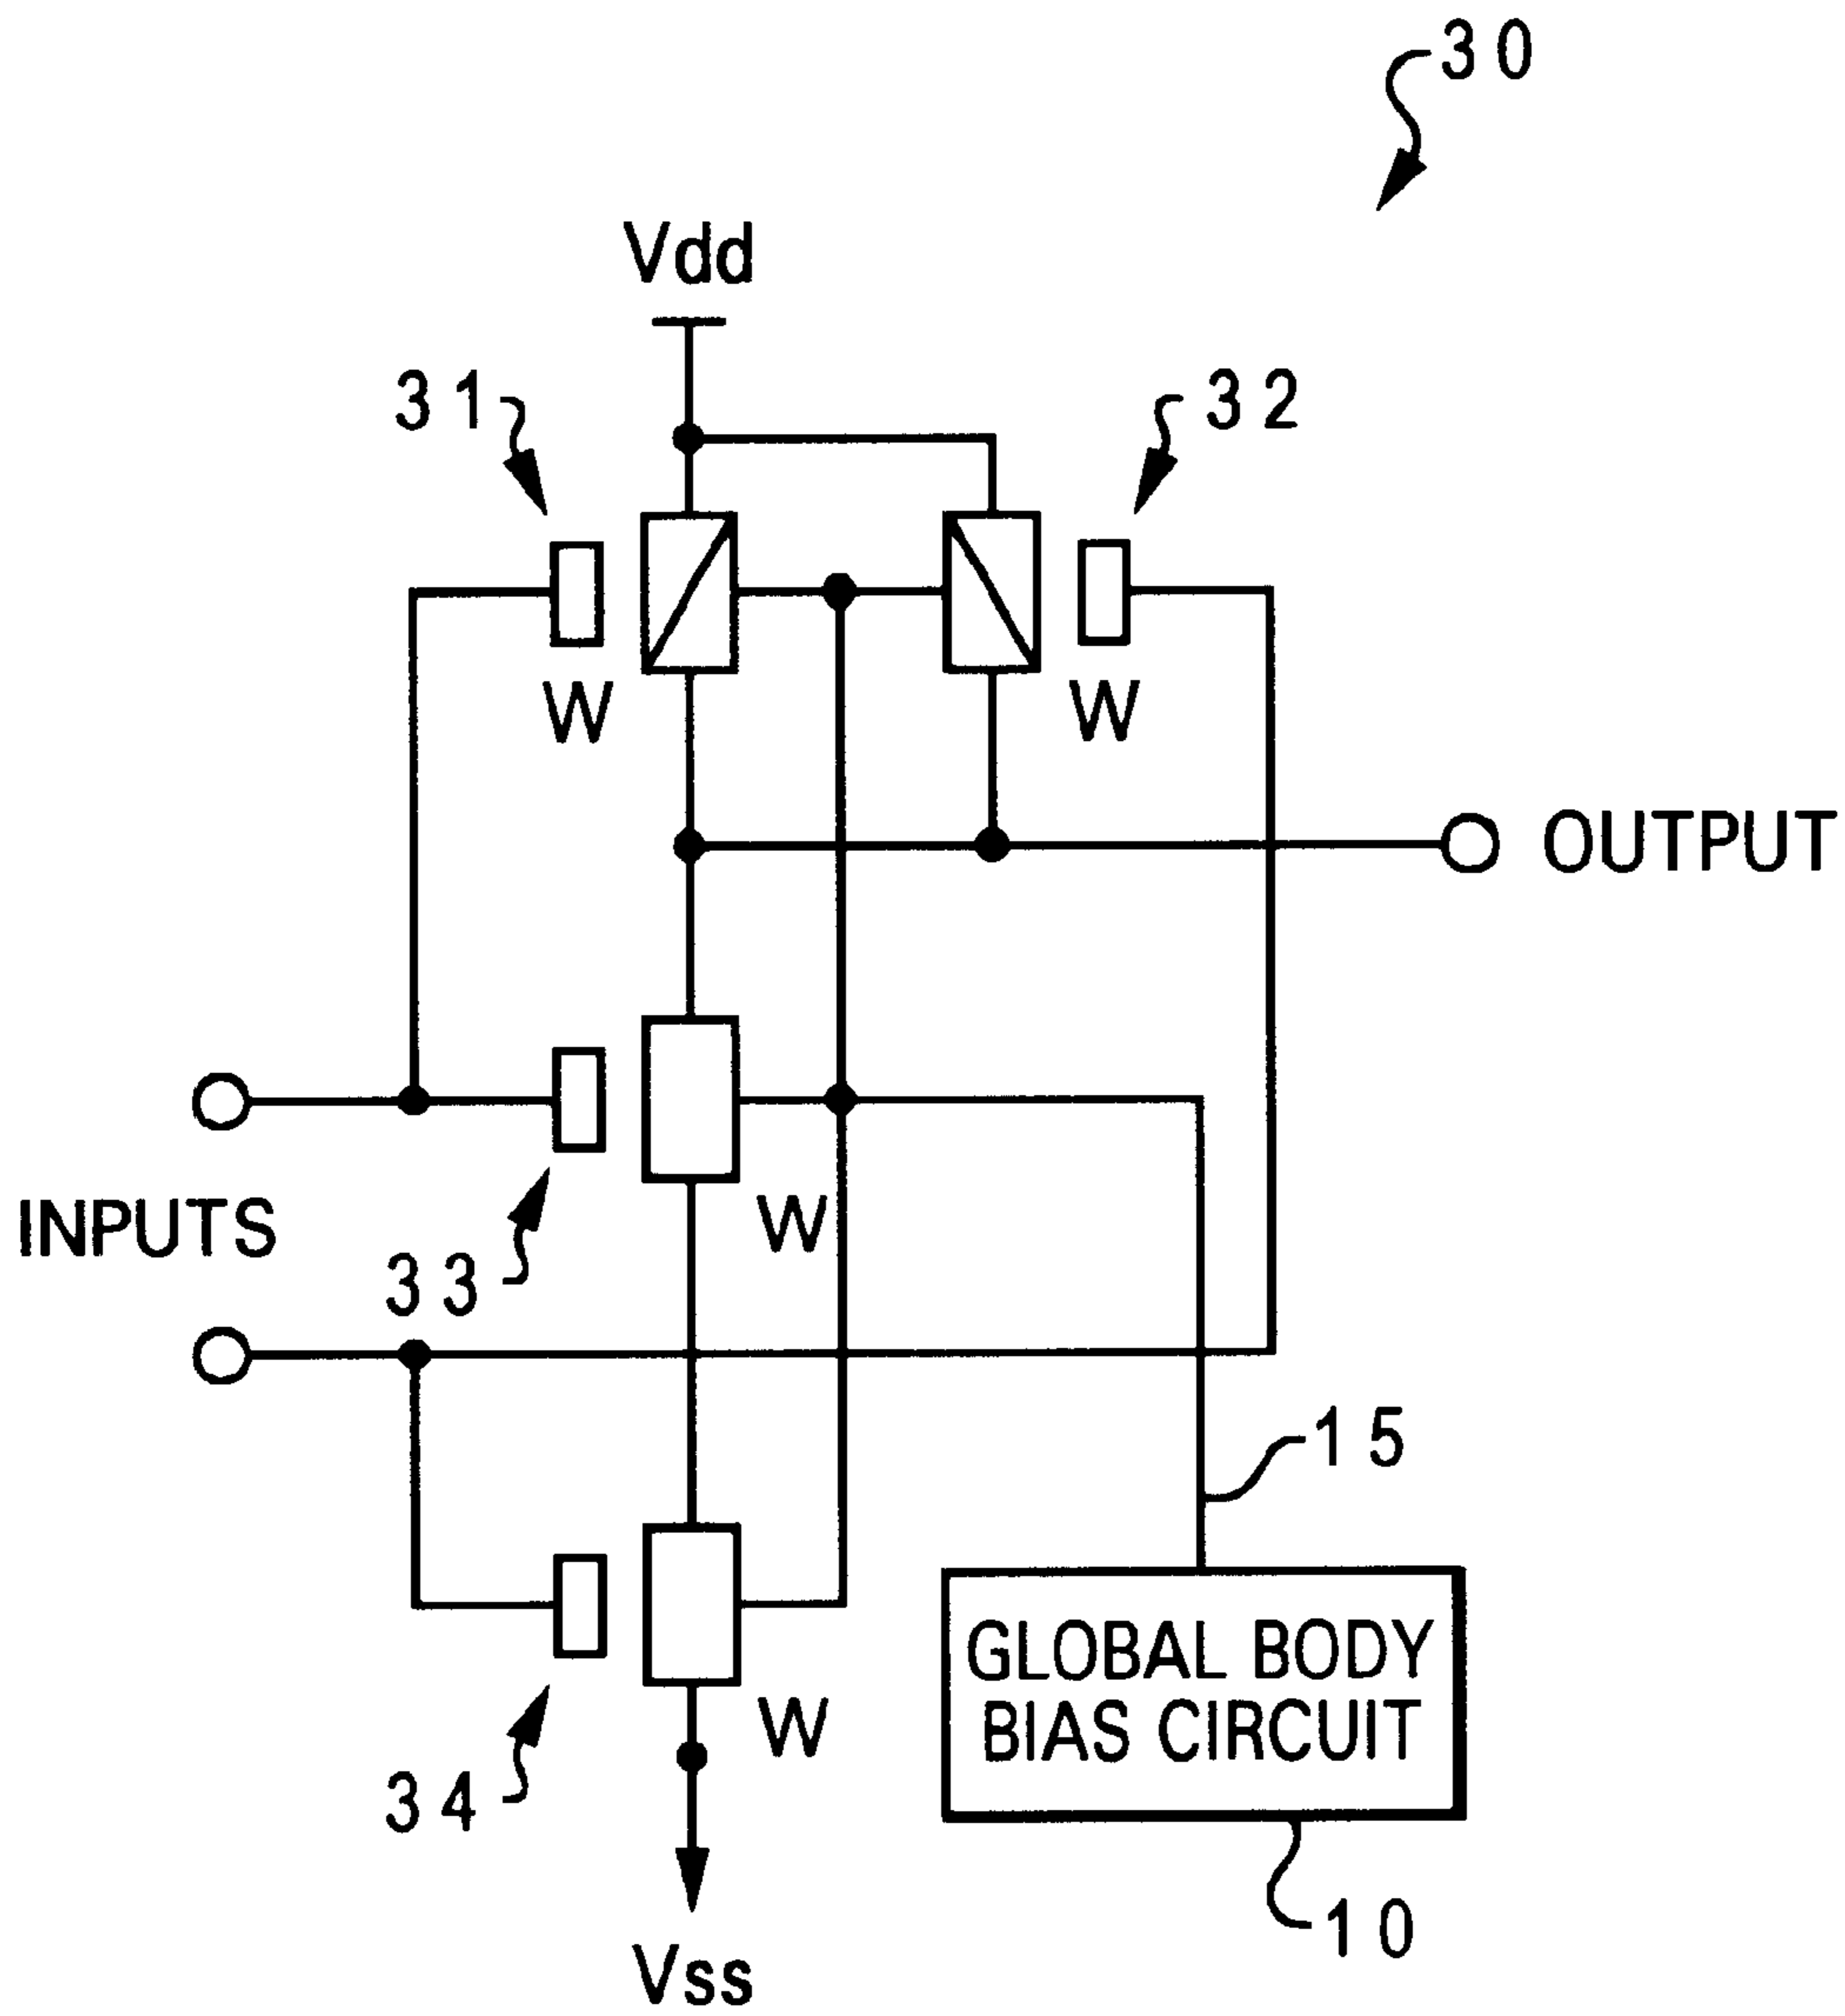 30
Vdd
31
32
W
W
OUTPUT
W
INPUTS
33
15
GLOBAL BODY
BIAS CIRCUIT
W
34
10
Vss